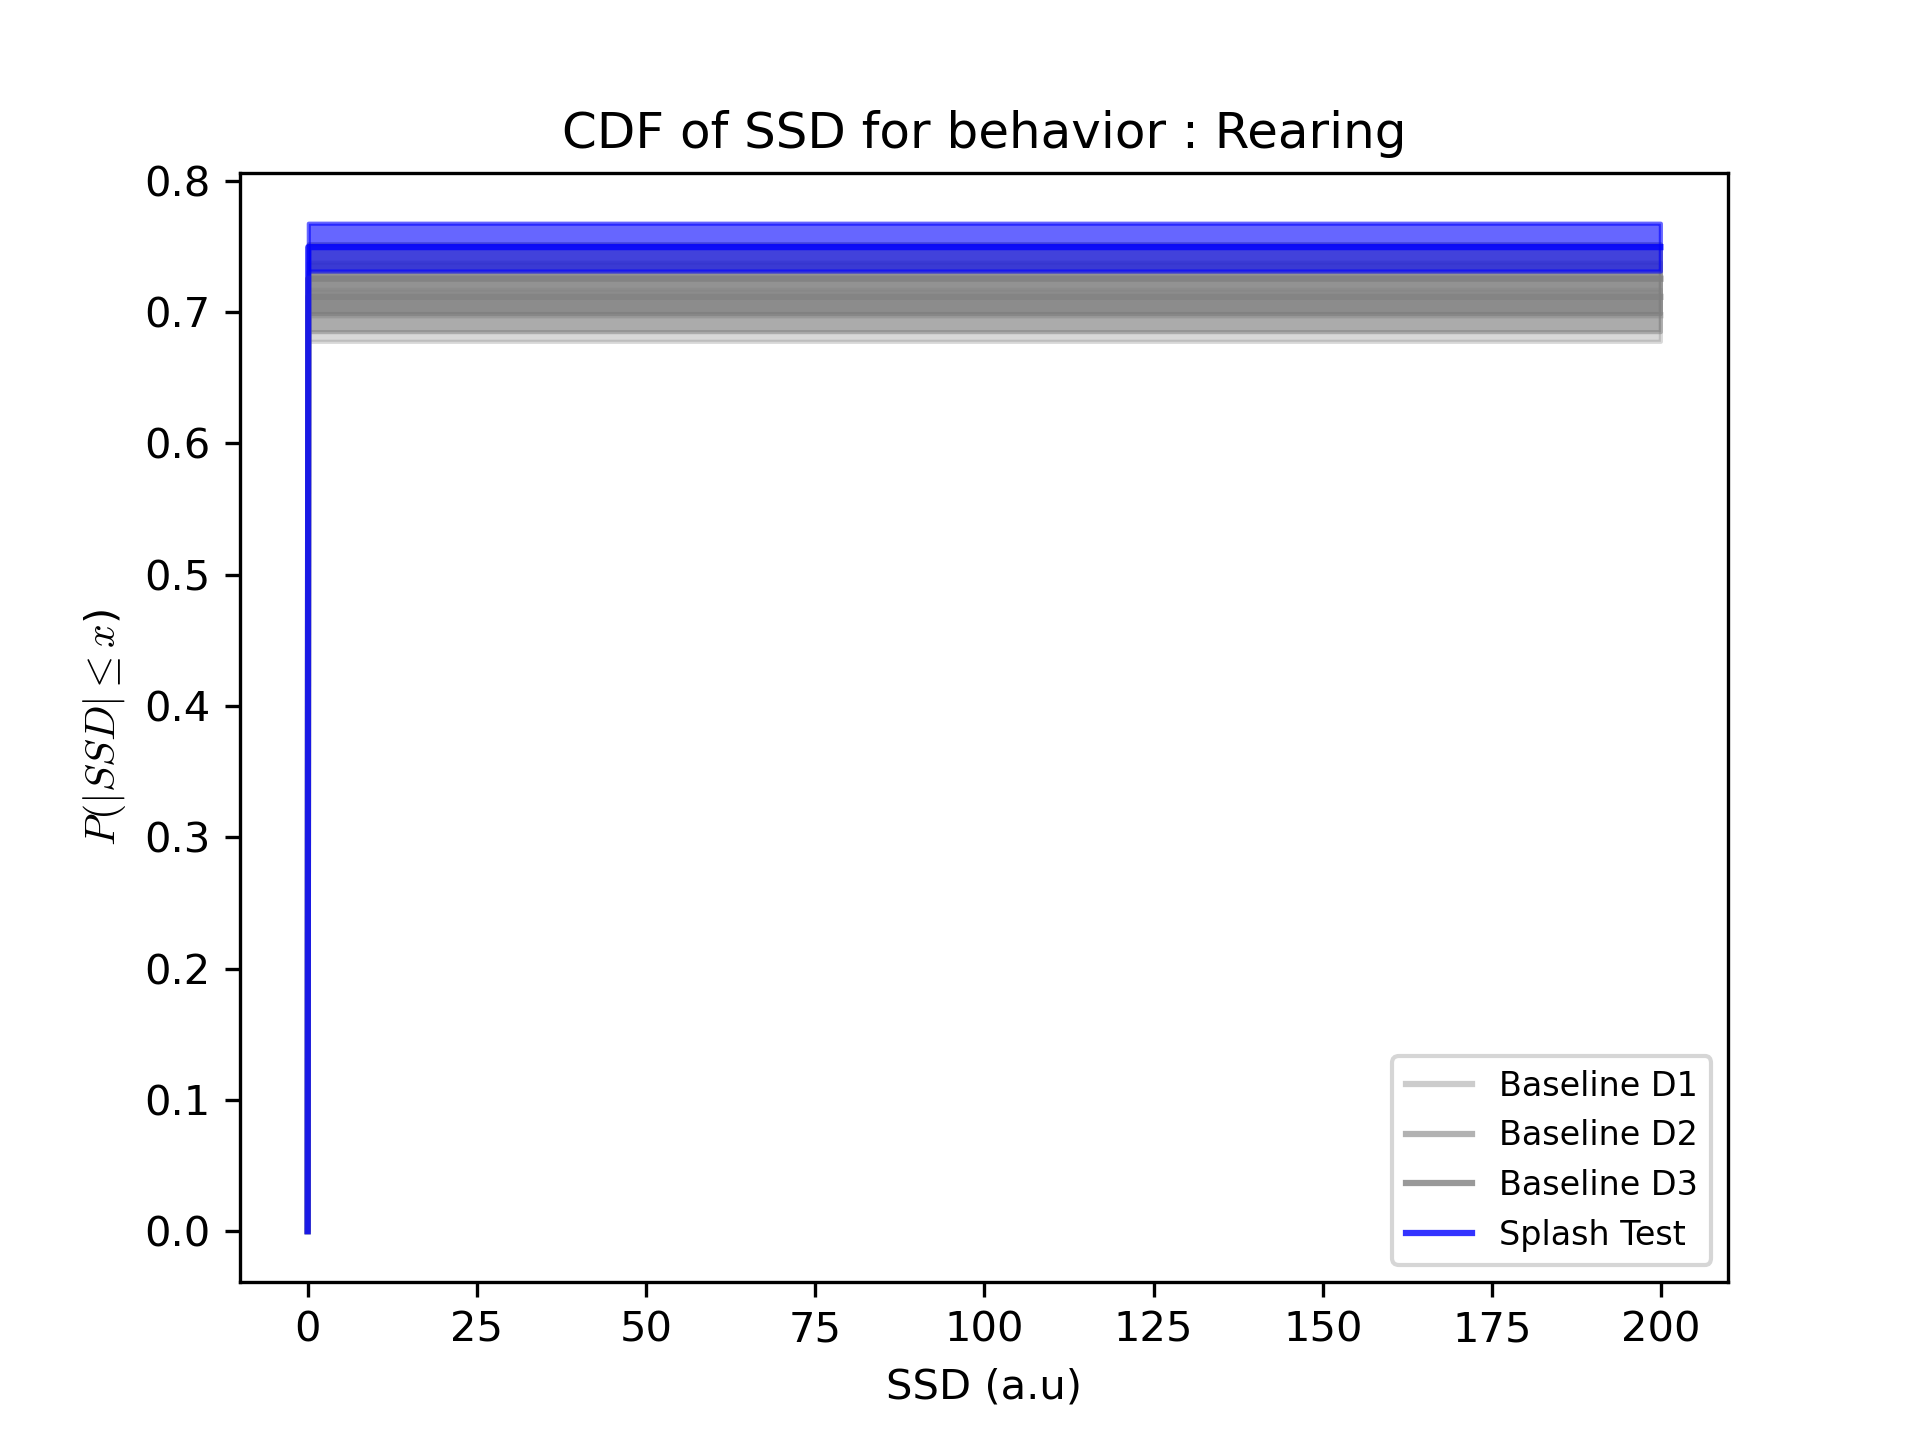 CDF of SSD for behavior : Rearing
0.8
0.7
0.6
0.5
0.4
0.3
0.2
0.1
0.0
P(|SSD| ≤ x)
0 25 50 75 100 125 150 175 200
SSD (a.u)
Baseline D1
Baseline D2
Baseline D3
Splash Test